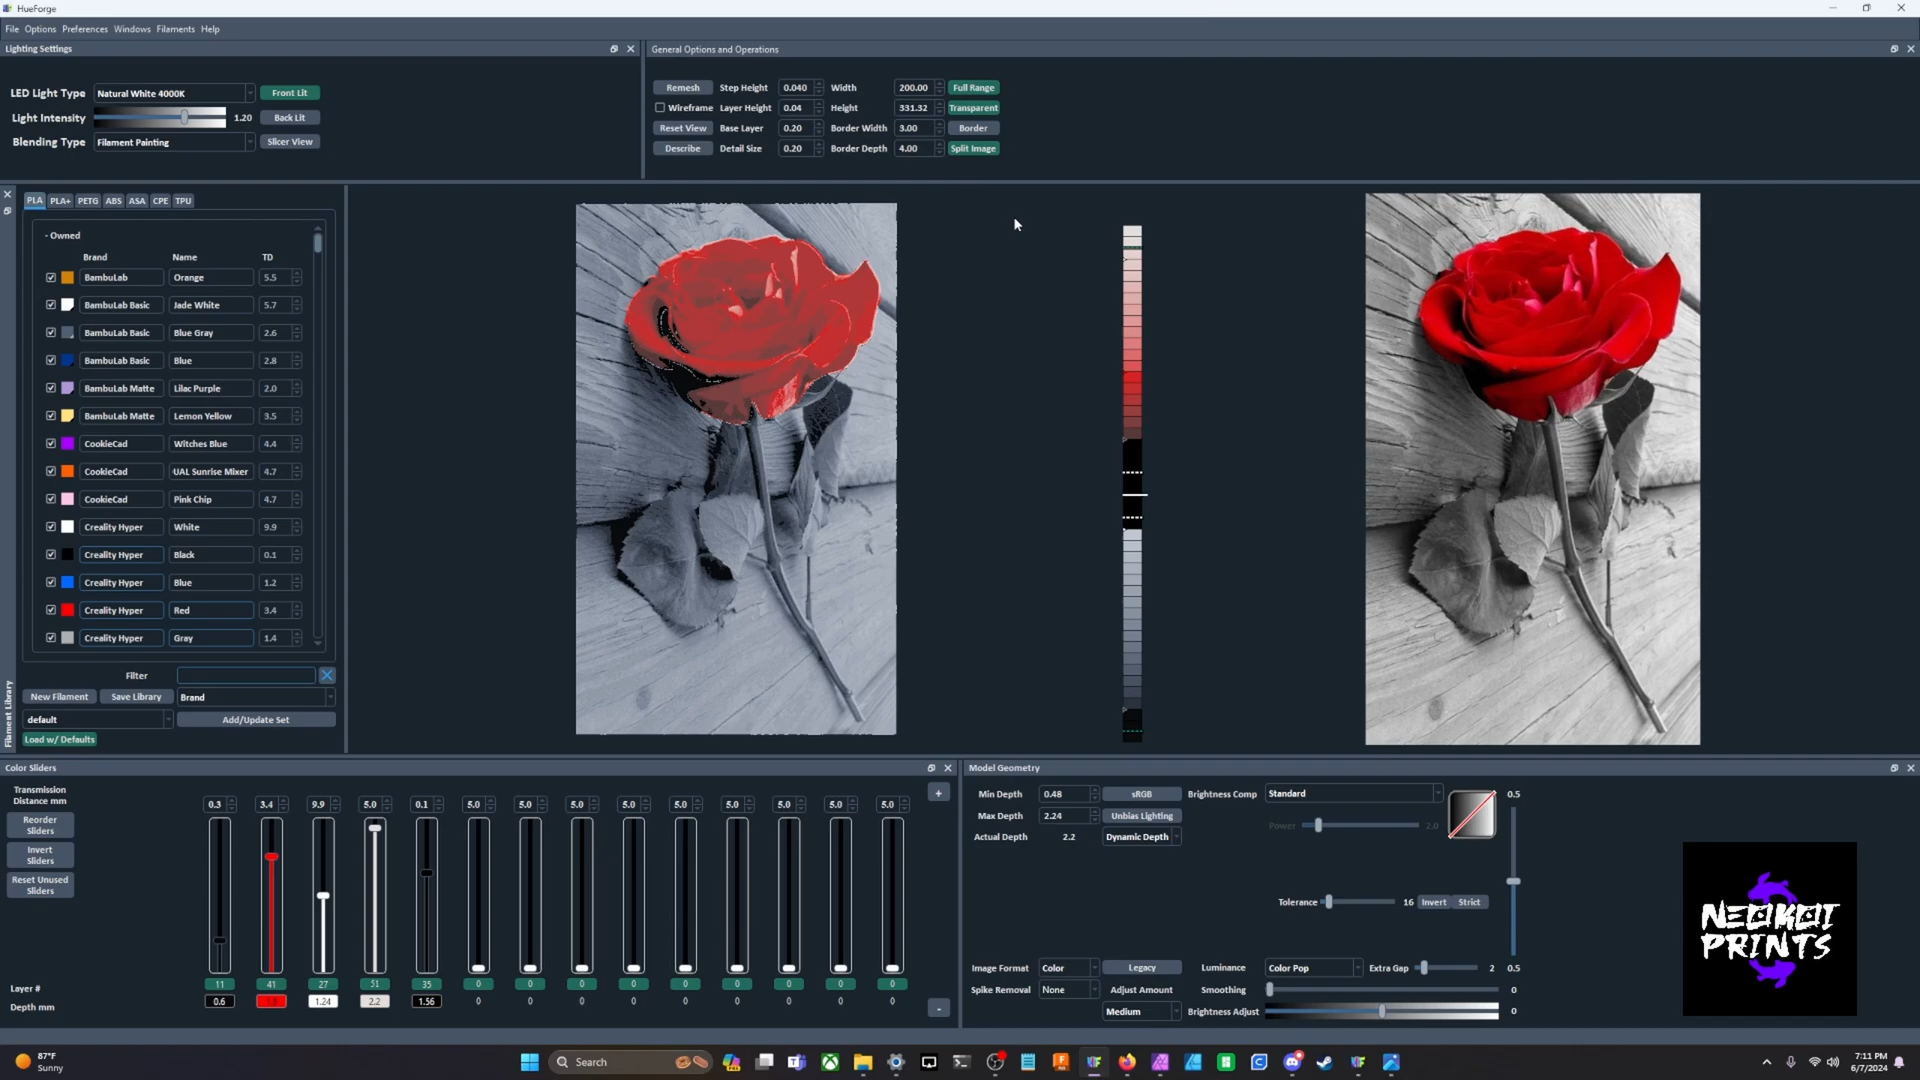 HueForge
File Options Preferences Windows Filaments Help
Lighting Settings
LED Light Type Natural White 4000K Front Lit
Light Intensity 1.20 Back Lit
Blending Type Filament Painting Slicer View
General Options and Operations
Remesh Step Height 0.040 Width 200.00 Full Range
Wireframe Layer Height 0.04 Height 331.32 Transparent
Reset View Base Layer 0.20 Border Width 3.00 Border
Describe Detail Size 0.20 Border Depth 4.00 Split Image
Filament Library
PLA PLA+ PETG ABS ASA CPE TPU
- Owned
Brand Name TD
BambuLab Orange 5.5
BambuLab Basic Jade White 5.7
BambuLab Basic Blue Gray 2.6
BambuLab Basic Blue 2.8
BambuLab Matte Lilac Purple 2.0
BambuLab Matte Lemon Yellow 3.5
CookieCad Witches Blue 4.4
CookieCad UAL Sunrise Mixer 4.7
CookieCad Pink Chip 4.7
Creality Hyper White 9.9
Creality Hyper Black 0.1
Creality Hyper Blue 1.2
Creality Hyper Red 3.4
Creality Hyper Gray 1.4
Filter
New Filament Save Library Brand
default Add/Update Set
Load w/ Defaults
Color Sliders
Transmission
Distance mm
0.3 3.4 9.9 5.0 0.1 5.0 5.0 5.0 5.0 5.0 5.0 5.0 5.0 5.0
Reorder
Sliders
Invert
Sliders
Reset Unused
Sliders
+
Layer # 11 41 27 51 35 0 0 0 0 0 0 0 0 0
Depth mm 0.6 1.24 2.2 1.56 0 0 0 0 0 0 0 0 0
-
Model Geometry
Min Depth 0.48 sRGB Brightness Comp Standard 0.5
Max Depth 2.24 Unbias Lighting Power 2.0
Actual Depth 2.2 Dynamic Depth
Tolerance 16 Invert Strict
Image Format Color Legacy Luminance Color Pop Extra Gap 2 0.5
Spike Removal None Adjust Amount Smoothing 0
Medium Brightness Adjust 0
NEOKOI
PRINTS
87°F
Sunny
Search
7:11 PM
6/7/2024